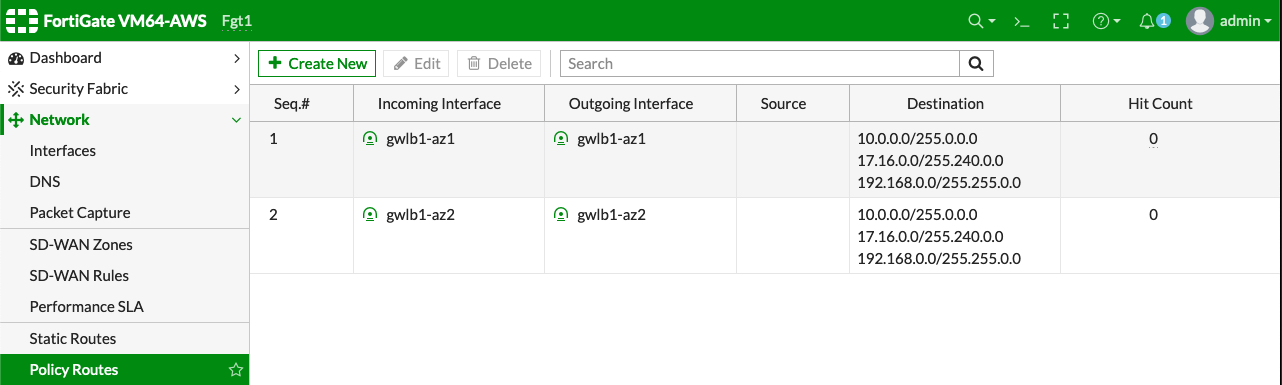 FortiGate VM64-AWS Fgt1 1 admin
Dashboard
Security Fabric
Network
Interfaces
DNS
Packet Capture
SD-WAN Zones
SD-WAN Rules
Performance SLA
Static Routes
Policy Routes
Create New Edit Delete Search
Seq.# Incoming Interface Outgoing Interface Source Destination Hit Count
1 gwlb1-az1 gwlb1-az1 10.0.0.0/255.0.0.0 0
17.16.0.0/255.240.0.0
192.168.0.0/255.255.0.0
2 gwlb1-az2 gwlb1-az2 10.0.0.0/255.0.0.0 0
17.16.0.0/255.240.0.0
192.168.0.0/255.255.0.0